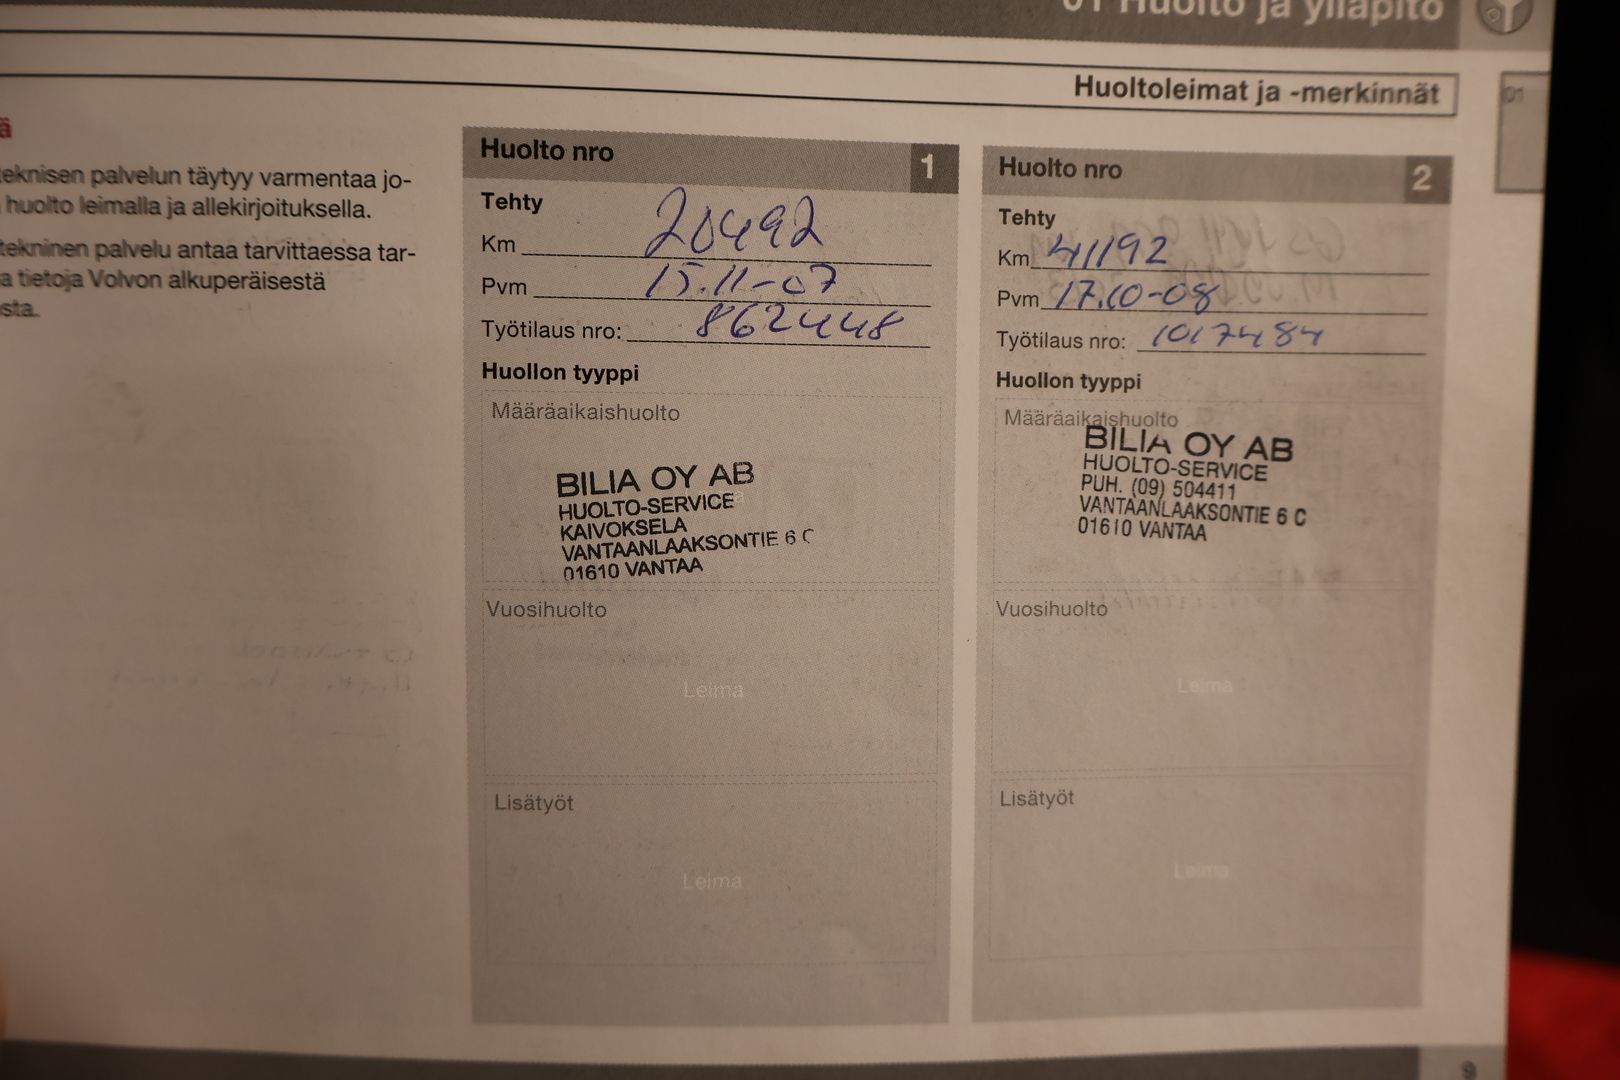 01 Huolto ja ylläpito
Huoltoleimat ja -merkinnät
01
ä
teknisen palvelun täytyy varmentaa jo-
huolto leimalla ja allekirjoituksella.
tekninen palvelu antaa tarvittaessa tar-
a tietoja Volvon alkuperäisestä
sta.
Huolto nro 1
Tehty
Km 20492
Pvm 15.11-07
Työtilaus nro: 862448
Huollon tyyppi
Määräaikaishuolto
BILIA OY AB
HUOLTO-SERVICE
KAIVOKSELA
VANTAANLAAKSONTIE 6 C
01610 VANTAA
Vuosihuolto
Leima
Lisätyöt
Leima
Huolto nro 2
Tehty
Km 41192
Pvm 17.10-08
Työtilaus nro: 1017484
Huollon tyyppi
Määräaikaishuolto
BILIA OY AB
HUOLTO-SERVICE
PUH. (09) 504411
VANTAANLAAKSONTIE 6 C
01610 VANTAA
Vuosihuolto
Leima
Lisätyöt
Leima
9